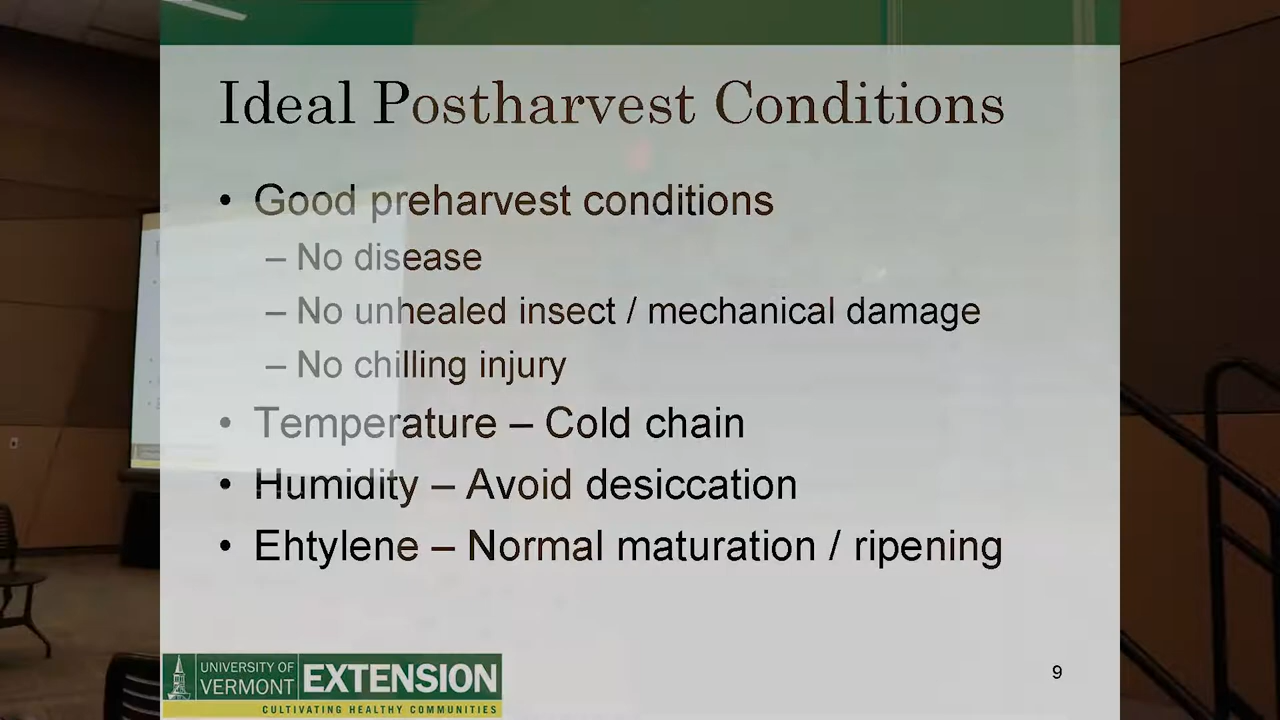 Ideal Postharvest Conditions
• Good preharvest conditions
– No disease
– No unhealed insect / mechanical damage
– No chilling injury
• Temperature – Cold chain
• Humidity – Avoid desiccation
• Ehtylene – Normal maturation / ripening
UNIVERSITY OF VERMONT EXTENSION
CULTIVATING HEALTHY COMMUNITIES
9